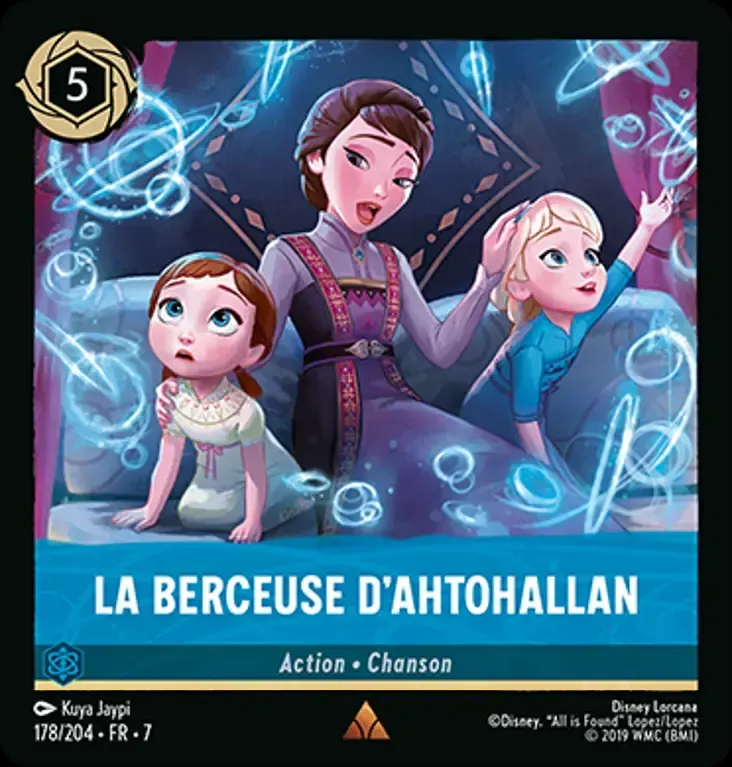 5
LA BERCEUSE D'AHTOHALLAN
Action • Chanson
Kuya Jaypi
178/204 • FR • 7
Disney Lorcana
©Disney. "All is Found" Lopez/Lopez
© 2019 WMC (BMI)